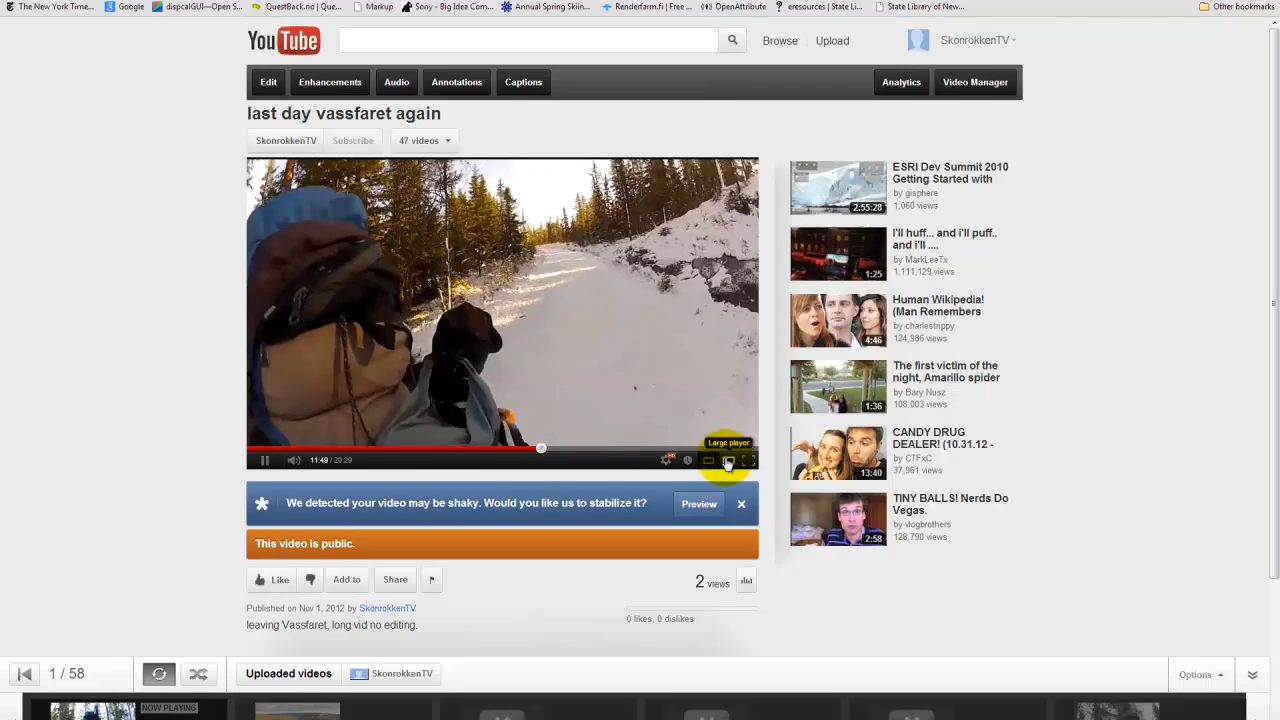 The New York Time...
Google
dispcalGUI—Open S...
QuestBack.no | Que...
Markup
Sony - Big Idea Com...
Annual Spring Skiin...
Renderfarm.fi | Free ...
OpenAttribute
eresources | State Li...
State Library of New...
Other bookmarks
YouTube
Browse
Upload
SkonrokkenTV
Edit
Enhancements
Audio
Annotations
Captions
Analytics
Video Manager
last day vassfaret again
SkonrokkenTV
Subscribe
47 videos
ESRI Dev Summit 2010
Getting Started with
by gisphere
1,060 views
2:55:28
I'll huff... and i'll puff..
and i'll ....
by MarkLeeTx
1,111,129 views
1:25
Human Wikipedia!
(Man Remembers
by charlestrippy
124,986 views
4:46
The first victim of the
night, Amarillo spider
by Bary Nusz
108,003 views
1:36
CANDY DRUG
DEALER! (10.31.12 -
by CTFxC
37,961 views
13:40
TINY BALLS! Nerds Do
Vegas.
by vlogbrothers
128,790 views
2:58
Large player
11:49 / 20:29
We detected your video may be shaky. Would you like us to stabilize it?
Preview
This video is public.
Like
Add to
Share
2 views
Published on Nov 1, 2012 by SkonrokkenTV
0 likes, 0 dislikes
leaving Vassfaret, long vid no editing.
1 / 58
Uploaded videos
SkonrokkenTV
Options
NOW PLAYING